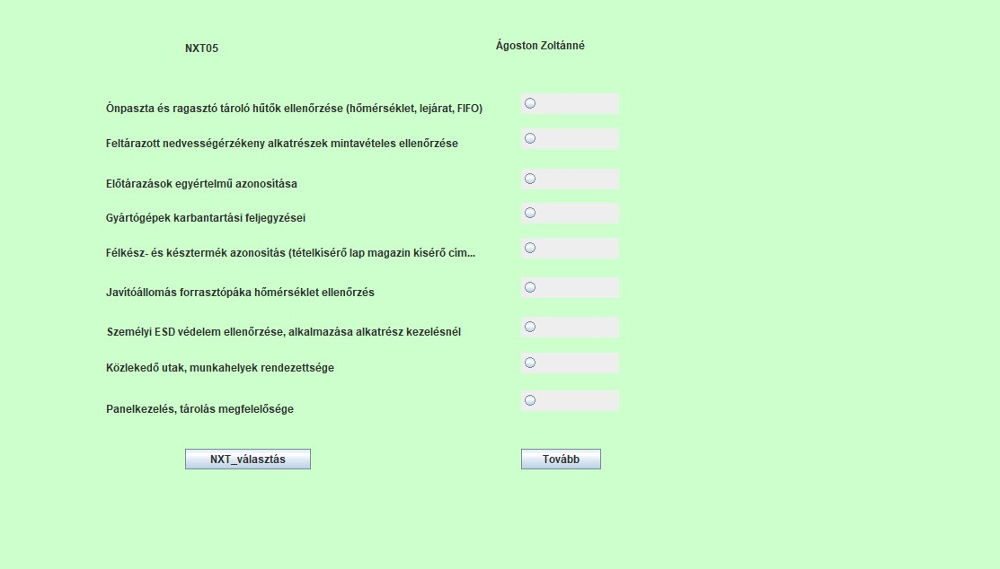 NXT05
Ágoston Zoltánné
Ónpaszta és ragasztó tároló hűtők ellenőrzése (hőmérséklet, lejárat, FIFO)
Feltárazott nedvességérzékeny alkatrészek mintavételes ellenőrzése
Előtárazások egyértelmű azonosítása
Gyártógépek karbantartási feljegyzései
Félkész- és késztermék azonosítás (tételkísérő lap magazin kísérő cím...
Javítóállomás forrasztópáka hőmérséklet ellenőrzés
Személyi ESD védelem ellenőrzése, alkalmazása alkatrész kezelésnél
Közlekedő utak, munkahelyek rendezettsége
Panelkezelés, tárolás megfelelősége
NXT_választás
Tovább